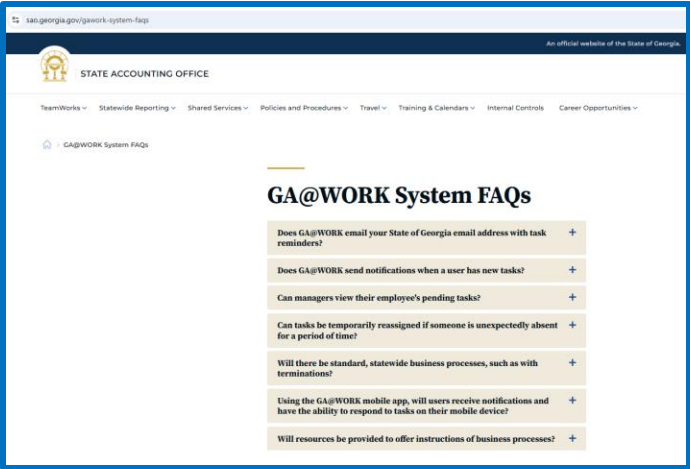 sao.georgia.gov/gawork-system-faqs
An official website of the State of Georgia.
STATE ACCOUNTING OFFICE
TeamWorks Statewide Reporting Shared Services Policies and Procedures Travel Training & Calendars Internal Controls Career Opportunities
GA@WORK System FAQs
GA@WORK System FAQs
Does GA@WORK email your State of Georgia email address with task
reminders?
Does GA@WORK send notifications when a user has new tasks?
Can managers view their employee's pending tasks?
Can tasks be temporarily reassigned if someone is unexpectedly absent
for a period of time?
Will there be standard, statewide business processes, such as with
terminations?
Using the GA@WORK mobile app, will users receive notifications and
have the ability to respond to tasks on their mobile device?
Will resources be provided to offer instructions of business processes?